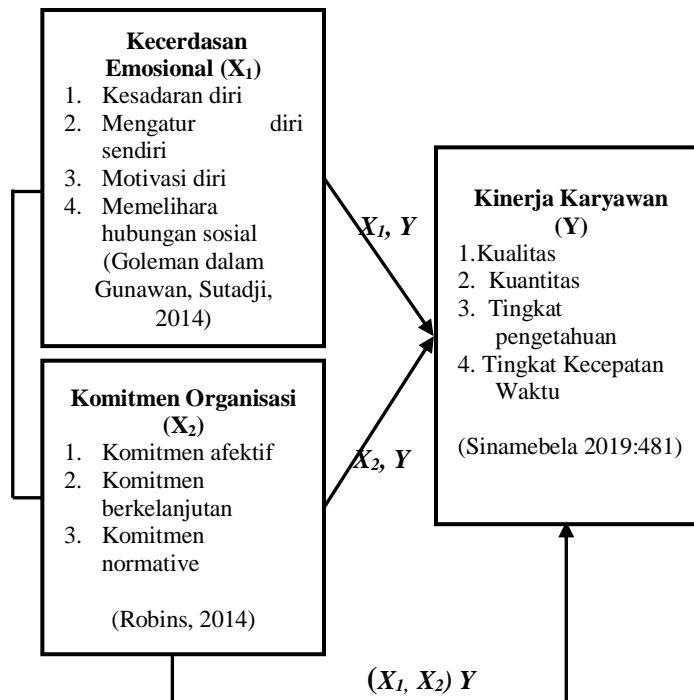 Kecerdasan
Emosional (X₁)
1. Kesadaran diri
2. Mengatur diri
sendiri
3. Motivasi diri
4. Memelihara
hubungan sosial
(Goleman dalam
Gunawan, Sutadji,
2014)
Komitmen Organisasi
(X₂)
1. Komitmen afektif
2. Komitmen
berkelanjutan
3. Komitmen
normative
(Robins, 2014)
X₁, Y
X₂, Y
Kinerja Karyawan
(Y)
1.Kualitas
2. Kuantitas
3. Tingkat
pengetahuan
4. Tingkat Kecepatan
Waktu
(Sinamebela 2019:481)
(X₁, X₂) Y